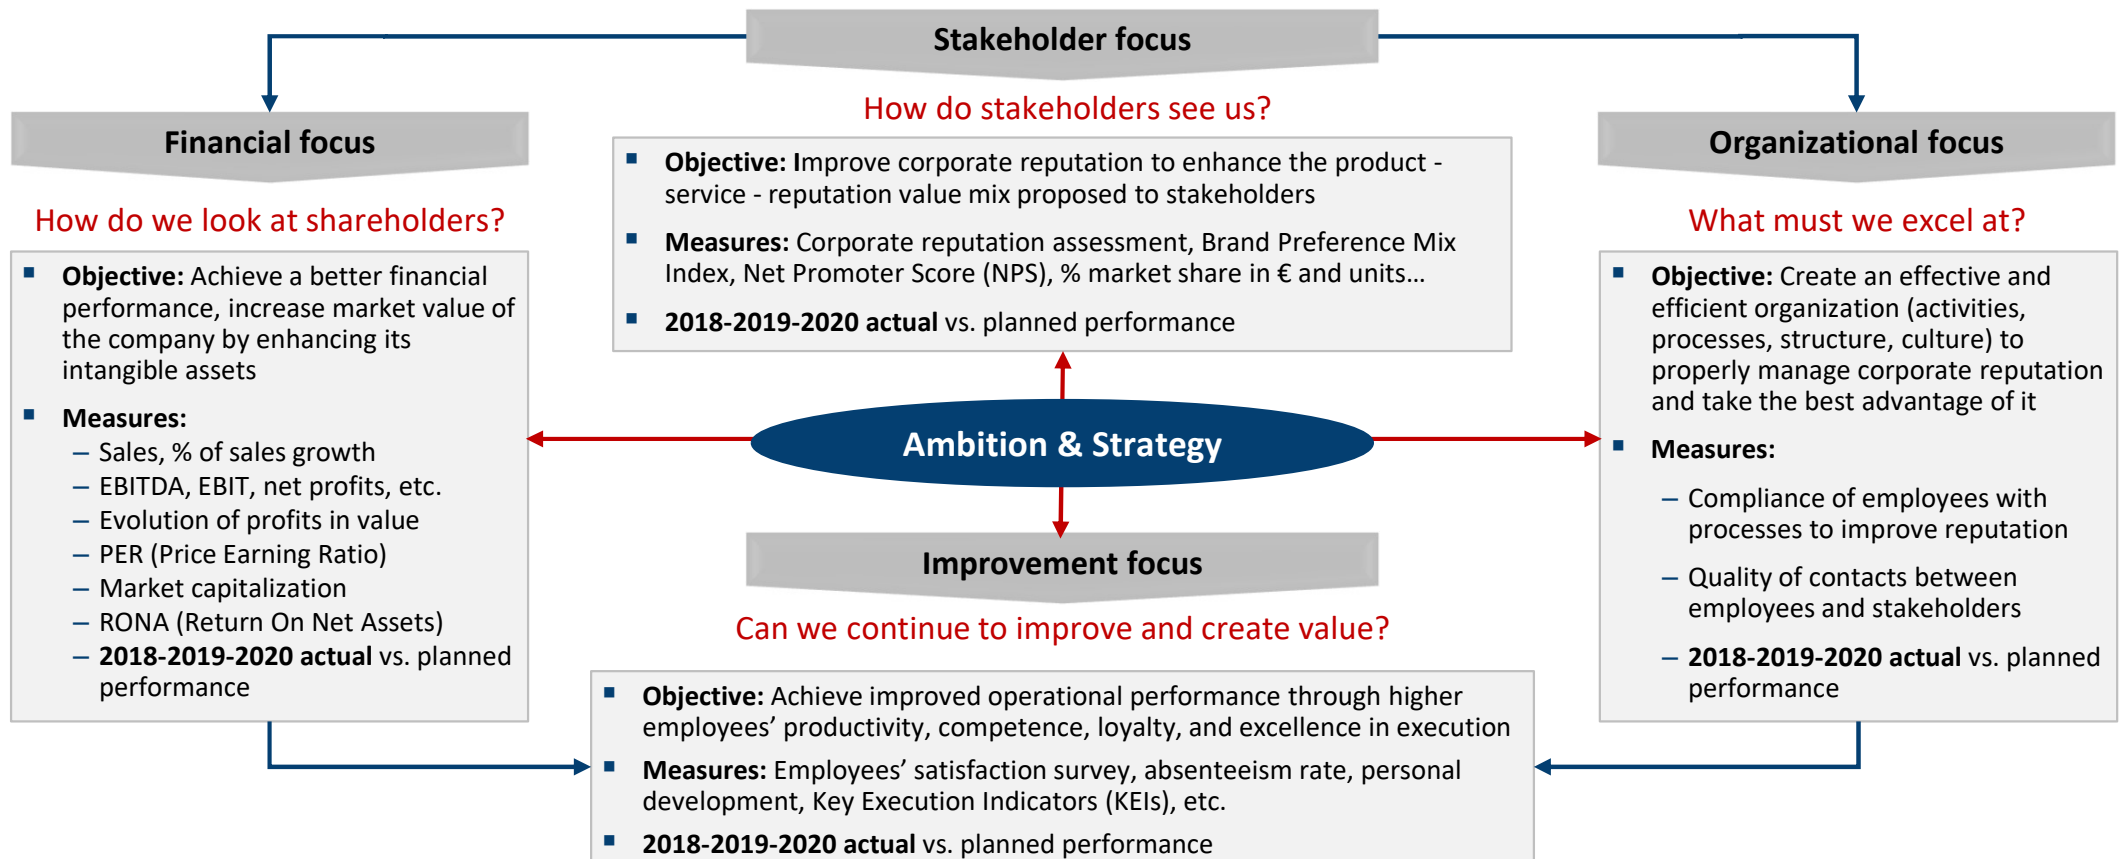 Stakeholder focus
How do stakeholders see us?
▪ Objective: Improve corporate reputation to enhance the product -
service - reputation value mix proposed to stakeholders
▪ Measures: Corporate reputation assessment, Brand Preference Mix
Index, Net Promoter Score (NPS), % market share in € and units…
▪ 2018-2019-2020 actual vs. planned performance
Financial focus
How do we look at shareholders?
▪ Objective: Achieve a better financial
performance, increase market value of
the company by enhancing its
intangible assets
▪ Measures:
– Sales, % of sales growth
– EBITDA, EBIT, net profits, etc.
– Evolution of profits in value
– PER (Price Earning Ratio)
– Market capitalization
– RONA (Return On Net Assets)
– 2018-2019-2020 actual vs. planned
performance
Ambition & Strategy
Organizational focus
What must we excel at?
▪ Objective: Create an effective and
efficient organization (activities,
processes, structure, culture) to
properly manage corporate reputation
and take the best advantage of it
▪ Measures:
– Compliance of employees with
processes to improve reputation
– Quality of contacts between
employees and stakeholders
– 2018-2019-2020 actual vs. planned
performance
Improvement focus
Can we continue to improve and create value?
▪ Objective: Achieve improved operational performance through higher
employees’ productivity, competence, loyalty, and excellence in execution
▪ Measures: Employees’ satisfaction survey, absenteeism rate, personal
development, Key Execution Indicators (KEIs), etc.
▪ 2018-2019-2020 actual vs. planned performance